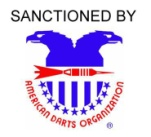 SANCTIONED BY
AMERICAN DARTS ORGANIZATION
®